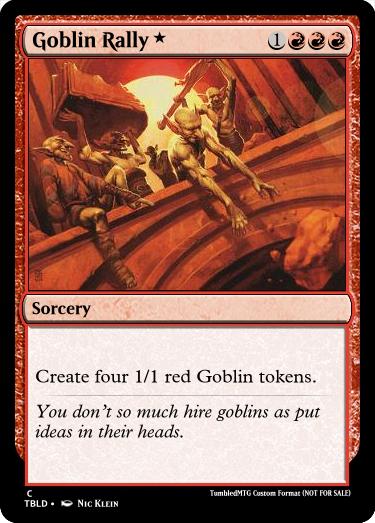 Goblin Rally ★ 1
Sorcery
Create four 1/1 red Goblin tokens.
You don't so much hire goblins as put
ideas in their heads.
C
TBLD • Nic Klein
TumbledMTG Custom Format (NOT FOR SALE)